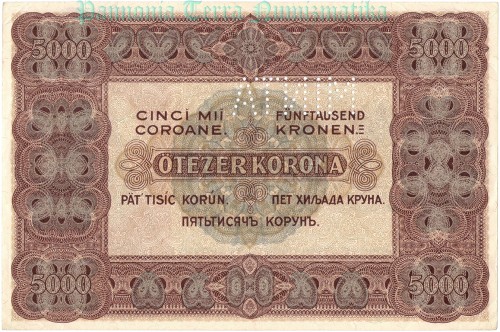 Pannonia Terra Numizmatika
5000 5000
MINTA
CINCI MII FÜNFTAUSEND
COROANE. KRONEN.
ÖTEZER KORONA
PÄT TISÍC KORÚN. ПЕТ ХИЉАДА КРУНА.
ПЯТЬТИСЯЧЪ КОРУНЪ.
5000 5000